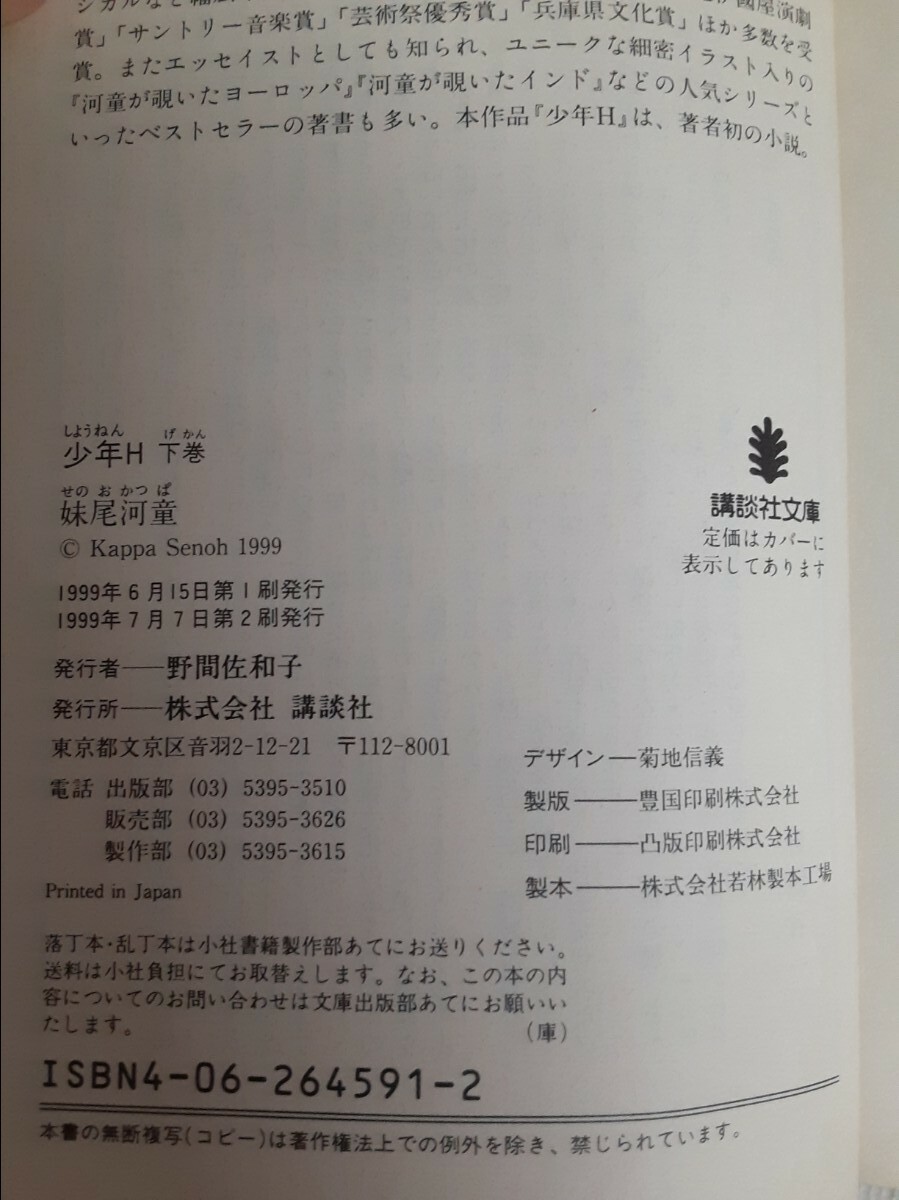 シカルなど幅広
國屋演劇
賞」「サントリー音楽賞」「芸術祭優秀賞」「兵庫県文化賞」ほか多数を受
賞。またエッセイストとしても知られ、ユニークな細密イラスト入りの
『河童が覗いたヨーロッパ』『河童が覗いたインド』などの人気シリーズと
いったベストセラーの著書も多い。本作品『少年H』は、著者初の小説。
しようねん げかん
少年H 下巻
せの お かつ ぱ
妹尾河童
© Kappa Senoh 1999
1999年6月15日第1刷発行
1999年7月7日第2刷発行
講談社文庫
定価はカバーに
表示してあります
発行者——野間佐和子
発行所——株式会社 講談社
東京都文京区音羽2-12-21 〒112-8001
電話 出版部 (03) 5395-3510
販売部 (03) 5395-3626
製作部 (03) 5395-3615
Printed in Japan
デザイン—菊地信義
製版——豊国印刷株式会社
印刷——凸版印刷株式会社
製本——株式会社若林製本工場
落丁本・乱丁本は小社書籍製作部あてにお送りください。
送料は小社負担にてお取替えします。なお、この本の内
容についてのお問い合わせは文庫出版部あてにお願いい
たします。 (庫)
ISBN4-06-264591-2
本書の無断複写(コピー)は著作権法上での例外を除き、禁じられています。